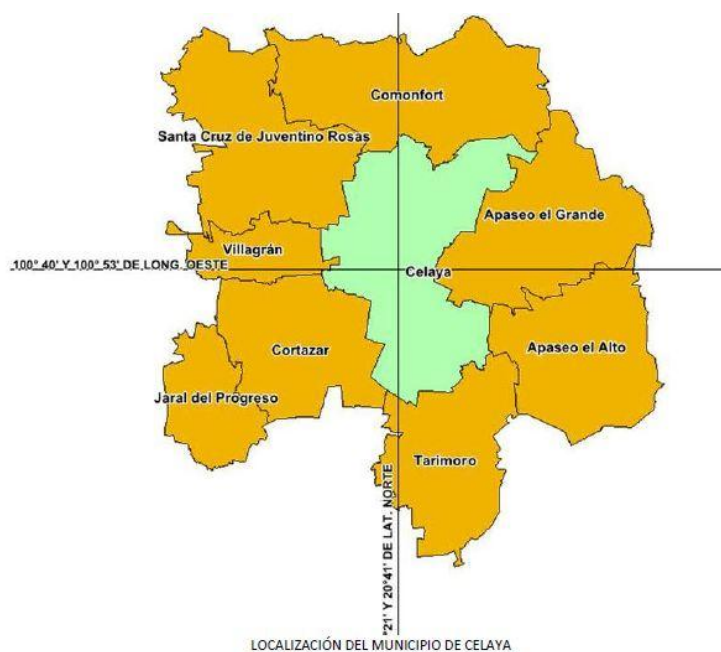 Comonfort
Santa Cruz de Juventino Rosas
Apaseo el Grande
Villagrán
100° 40' Y 100° 53' DE LONG. OESTE
Celaya
Cortazar
Apaseo el Alto
Jaral del Progreso
Tarimoro
°21' Y 20°41' DE LAT. NORTE
LOCALIZACIÓN DEL MUNICIPIO DE CELAYA